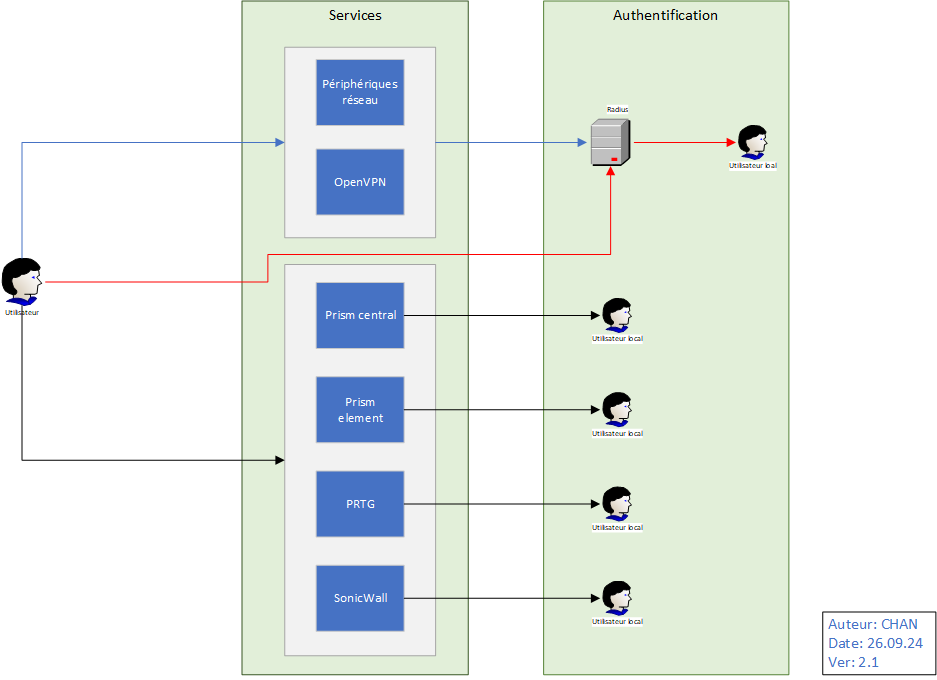 Services
Authentification
Périphériques
réseau
Radius
Utilisateur loal
OpenVPN
Utilisateur
Prism central
Utilisateur local
Prism
element
Utilisateur local
PRTG
Utilisateur local
SonicWall
Utilisateur local
Auteur: CHAN
Date: 26.09.24
Ver: 2.1